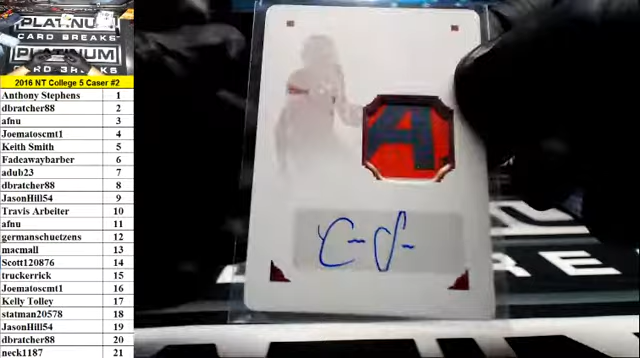 PLATINUM
CARD BREAKS
PLATINUM
2016 NT College 5 Caser #2
Anthony Stephens 1
dbratcher88 2
afnu 3
Joematoscmt1 4
Keith Smith 5
Fadeawaybarber 6
adub23 7
dbratcher88 8
JasonHill54 9
Travis Arbeiter 10
afnu 11
germanschuetzens 12
macmall 13
Scott120876 14
truckerrick 15
Joematoscmt1 16
Kelly Tolley 17
statman20578 18
JasonHill54 19
dbratcher88 20
neck1187 21
A